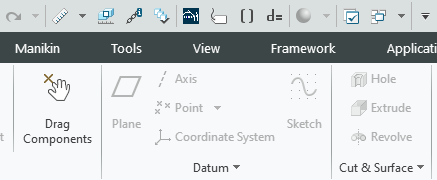 [] d=
Manikin Tools View Framework Applicati
Axis Hole
Point Extrude
Drag Components Plane Coordinate System Sketch Revolve
Datum Cut & Surface